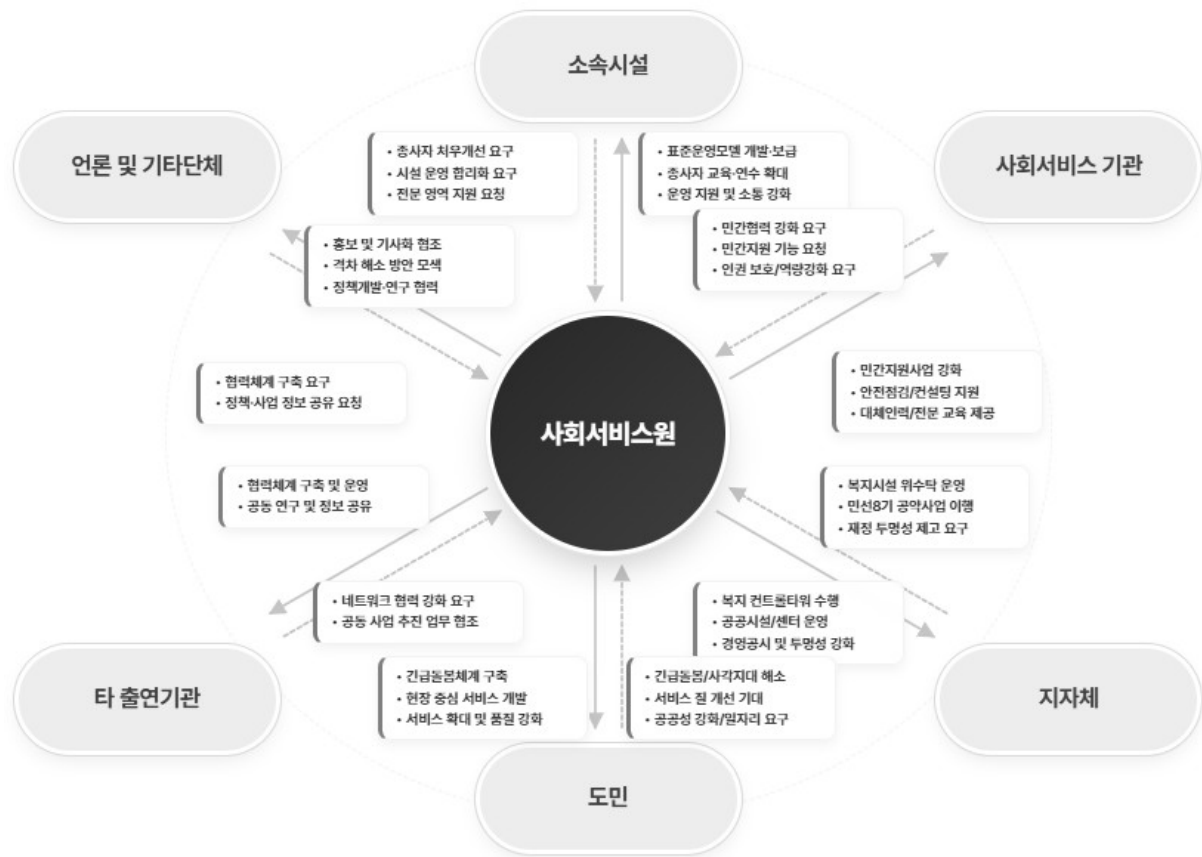 소속시설
언론 및 기타단체
사회서비스 기관
• 종사자 처우개선 요구
• 시설 운영 합리화 요구
• 전문 영역 지원 요청
• 표준운영모델 개발·보급
• 종사자 교육·연수 확대
• 운영 지원 및 소통 강화
• 홍보 및 기사화 협조
• 격차 해소 방안 모색
• 정책개발·연구 협력
• 민간협력 강화 요구
• 민간지원 기능 요청
• 인권 보호/역량강화 요구
• 협력체계 구축 요구
• 정책·사업 정보 공유 요청
• 민간지원사업 강화
• 안전점검/컨설팅 지원
• 대체인력/전문 교육 제공
사회서비스원
• 협력체계 구축 및 운영
• 공동 연구 및 정보 공유
• 복지시설 위수탁 운영
• 민선8기 공약사업 이행
• 재정 투명성 제고 요구
• 네트워크 협력 강화 요구
• 공동 사업 추진 업무 협조
• 복지 컨트롤타워 수행
• 공공시설/센터 운영
• 경영공시 및 투명성 강화
• 긴급돌봄체계 구축
• 현장 중심 서비스 개발
• 서비스 확대 및 품질 강화
• 긴급돌봄/사각지대 해소
• 서비스 질 개선 기대
• 공공성 강화/일자리 요구
타 출연기관
지자체
도민